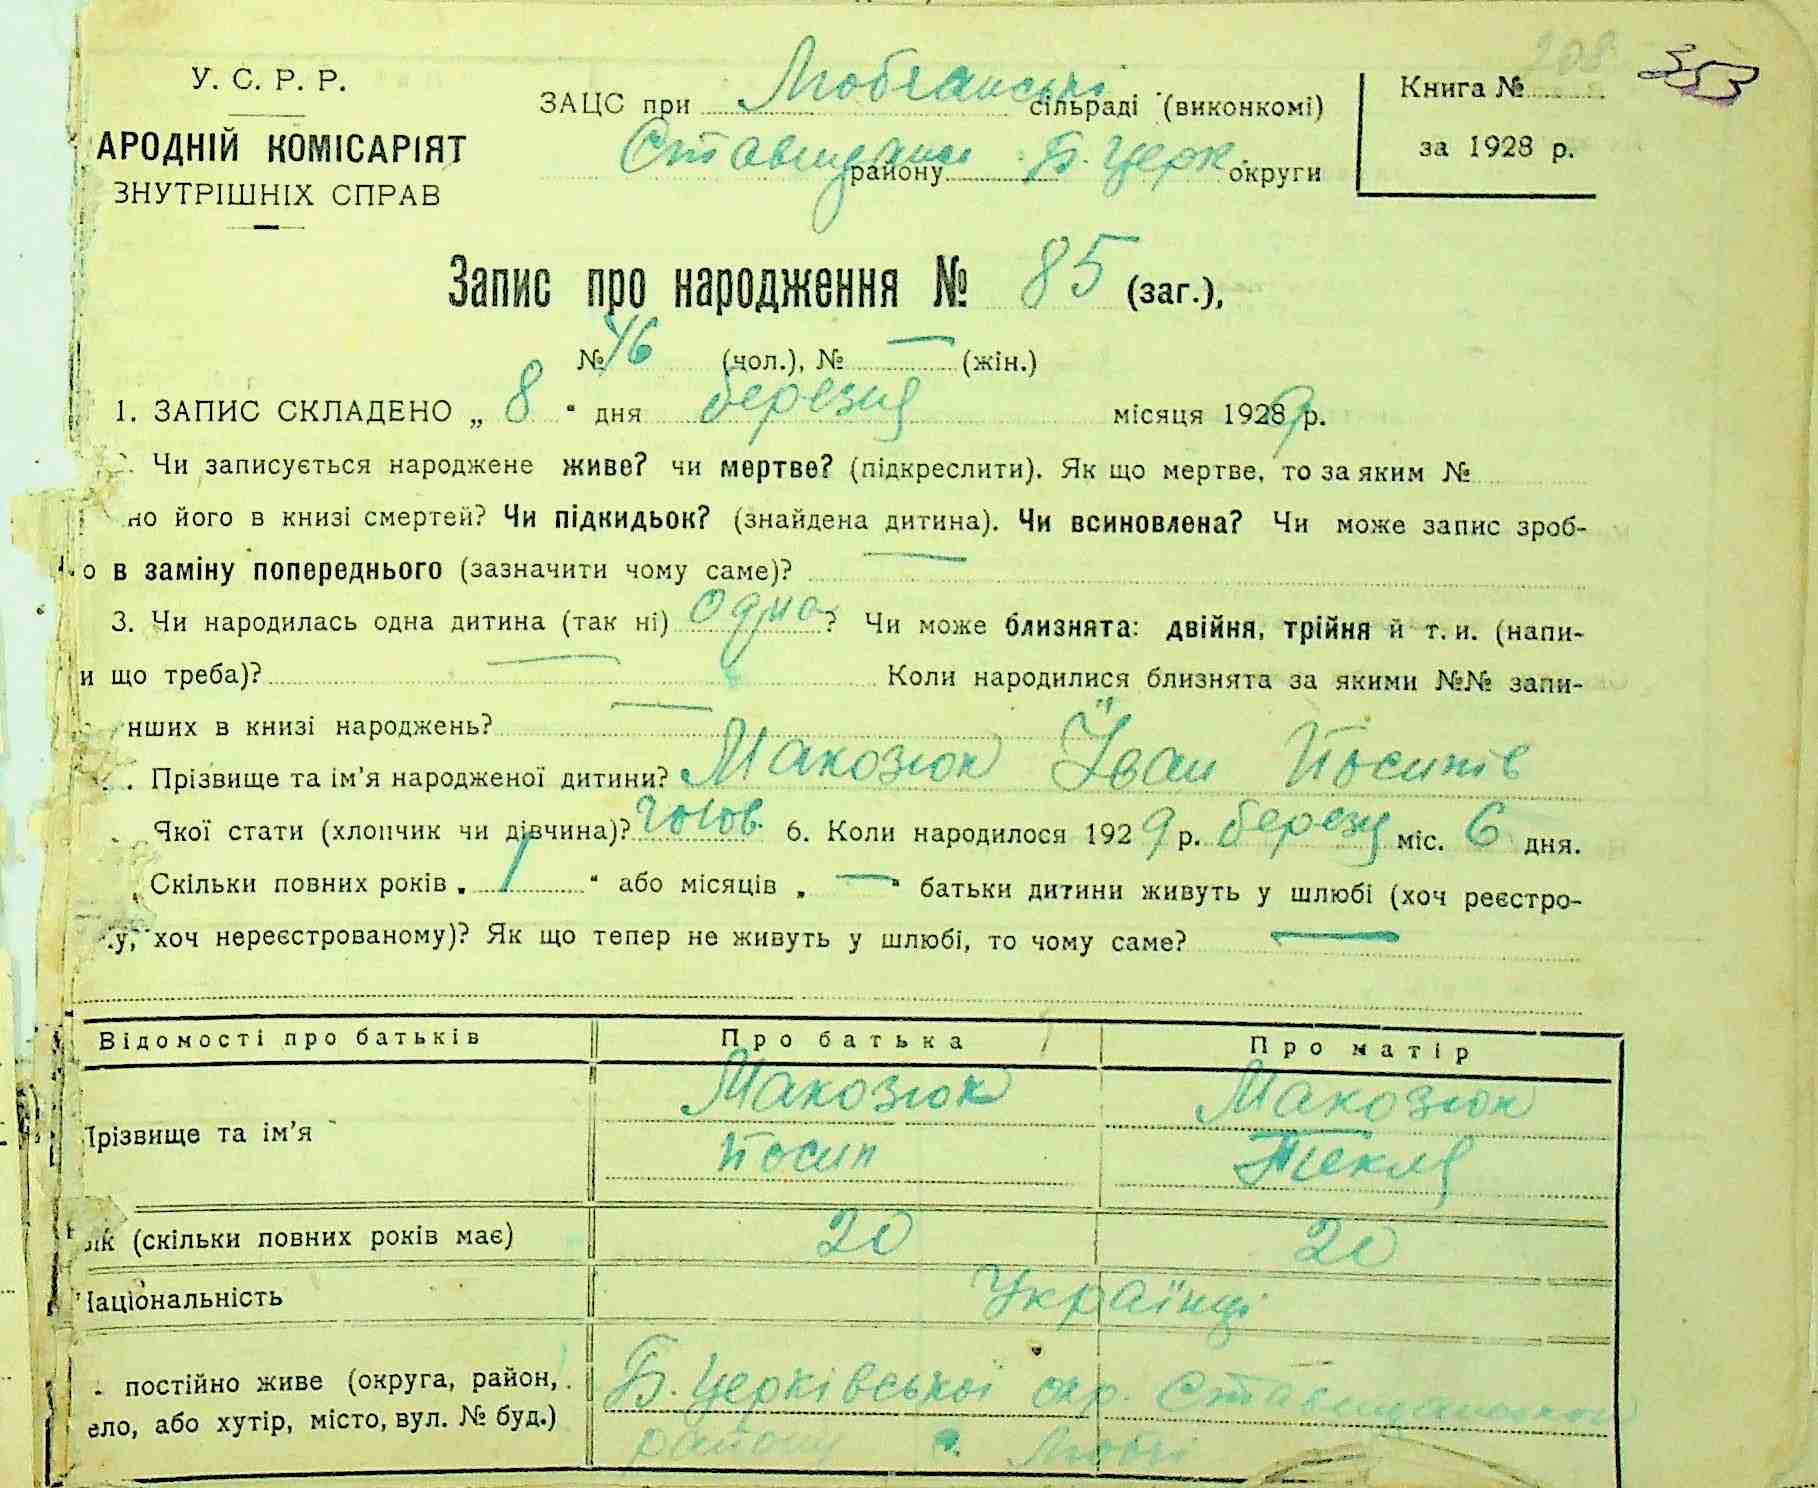 У. С. Р. Р.
АРОДНІЙ КОМІСАРІЯТ
ЗНУТРІШНІХ СПРАВ
ЗАЦС при сільраді (виконкомі)
району Б. Церк. округи
Книга № 208
за 1928 р.
353
Запис про народження № 85 (заг.),
№ 46 (чол.), № — (жін.)
1. ЗАПИС СКЛАДЕНО „ 8 “ дня березня місяця 1929 р.
Чи записується народжене живе? чи мертве? (підкреслити). Як що мертве, то за яким №
но його в книзі смертей? Чи підкидьок? (знайдена дитина). Чи всиновлена? Чи може запис зроб-
о в заміну попереднього (зазначити чому саме)? —
3. Чи народилась одна дитина (так ні) одна? Чи може близнята: двійня, трійня й т. и. (напи-
и що треба)? — Коли народилися близнята за якими №№ запи-
нших в книзі народжень? —
Прізвище та ім’я народженої дитини? Макозюк Іван Йосипів
Якої стати (хлопчик чи дівчина)? чолов. 6. Коли народилося 1929 р. березня міс. 6 дня.
Скільки повних років „ 1 “ або місяців „ — “ батьки дитини живуть у шлюбі (хоч реєстро-
у, хоч нереєстрованому)? Як що тепер не живуть у шлюбі, то чому саме? —
Відомості про батьків Про батька Про матір
Прізвище та ім’я Макозюк Йосип Макозюк Текля
ік (скільки повних років має) 20 20
Національність Українці
постійно живе (округа, район,
ело, або хутір, місто, вул. № буд.)
Б. Церківської окр.
району